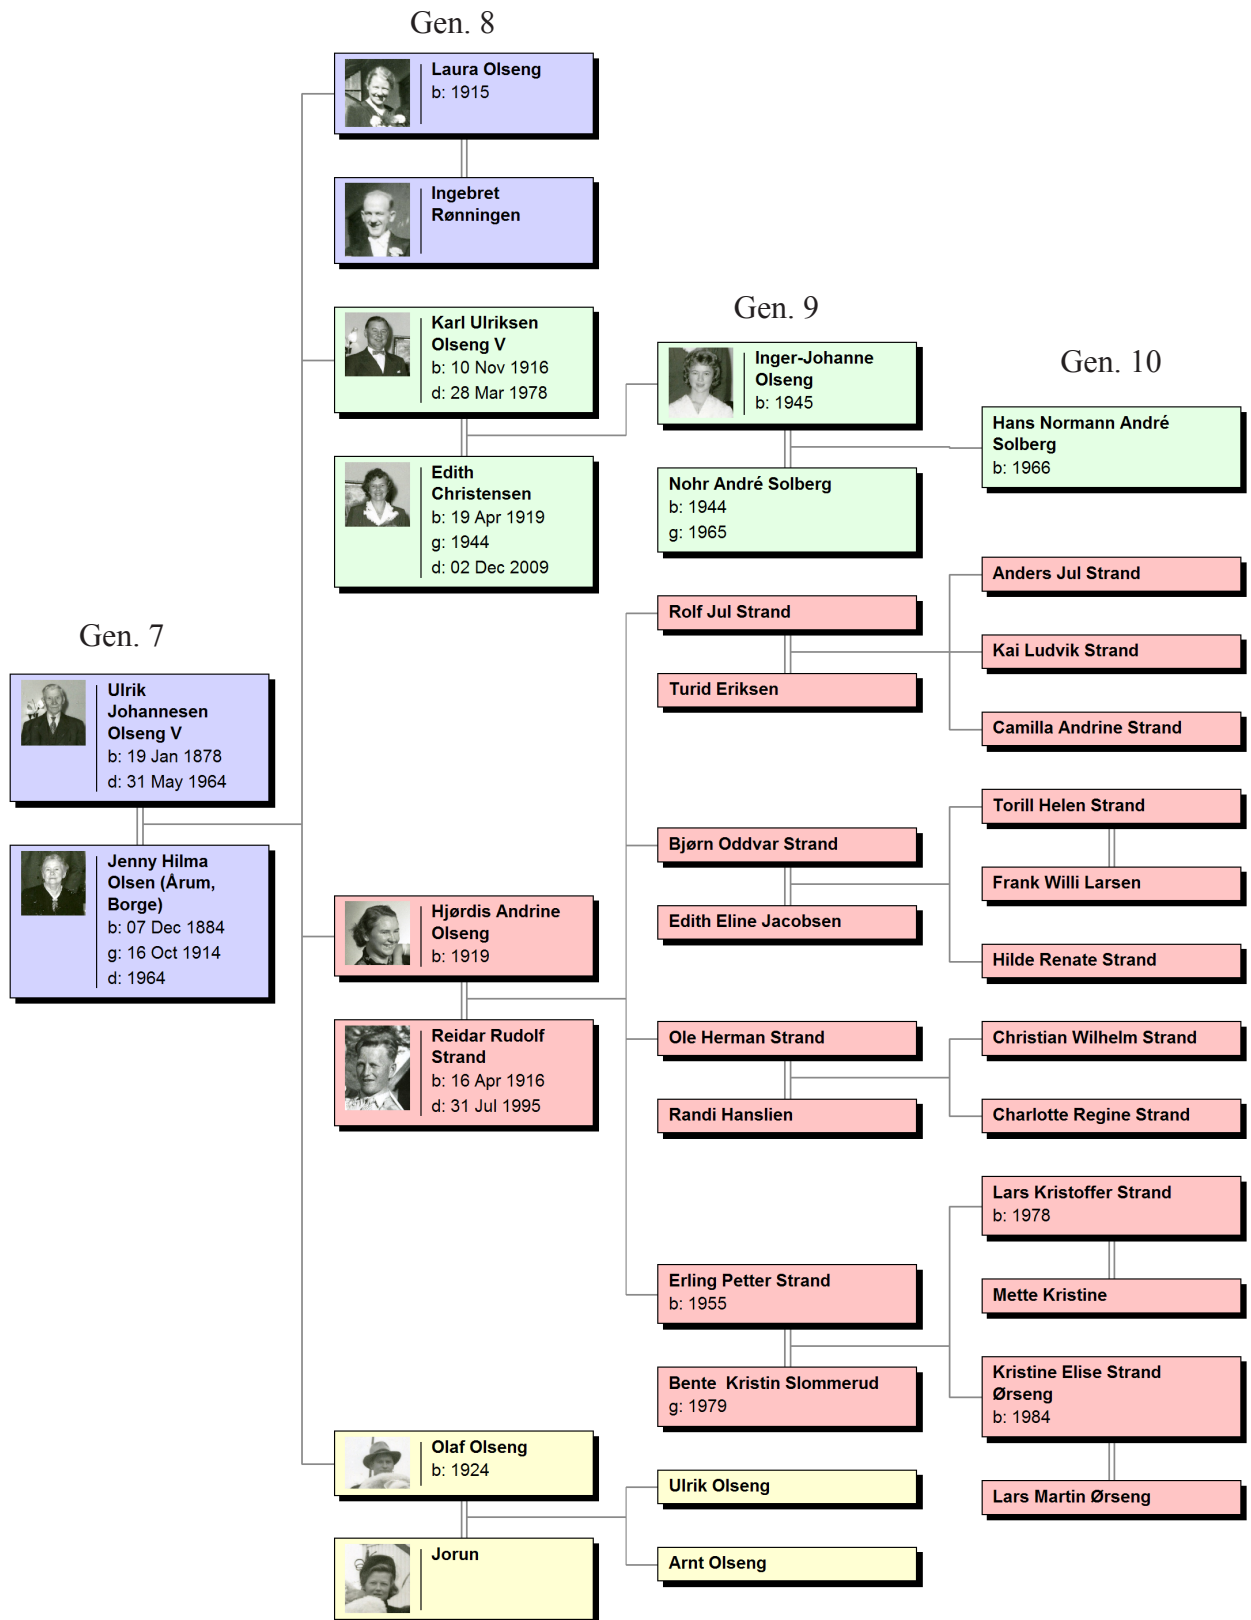 Gen. 8
Laura Olseng
b: 1915
Ingebret
Rønningen
Karl Ulriksen
Olseng V
b: 10 Nov 1916
d: 28 Mar 1978
Edith
Christensen
b: 19 Apr 1919
g: 1944
d: 02 Dec 2009
Gen. 9
Inger-Johanne
Olseng
b: 1945
Nohr André Solberg
b: 1944
g: 1965
Gen. 10
Hans Normann André
Solberg
b: 1966
Gen. 7
Ulrik
Johannesen
Olseng V
b: 19 Jan 1878
d: 31 May 1964
Jenny Hilma
Olsen (Årum,
Borge)
b: 07 Dec 1884
g: 16 Oct 1914
d: 1964
Hjørdis Andrine
Olseng
b: 1919
Reidar Rudolf
Strand
b: 16 Apr 1916
d: 31 Jul 1995
Rolf Jul Strand
Turid Eriksen
Anders Jul Strand
Kai Ludvik Strand
Camilla Andrine Strand
Bjørn Oddvar Strand
Edith Eline Jacobsen
Torill Helen Strand
Frank Willi Larsen
Hilde Renate Strand
Ole Herman Strand
Randi Hanslien
Christian Wilhelm Strand
Charlotte Regine Strand
Erling Petter Strand
b: 1955
Bente  Kristin Slommerud
g: 1979
Lars Kristoffer Strand
b: 1978
Mette Kristine
Kristine Elise Strand
Ørseng
b: 1984
Lars Martin Ørseng
Olaf Olseng
b: 1924
Jorun
Ulrik Olseng
Arnt Olseng